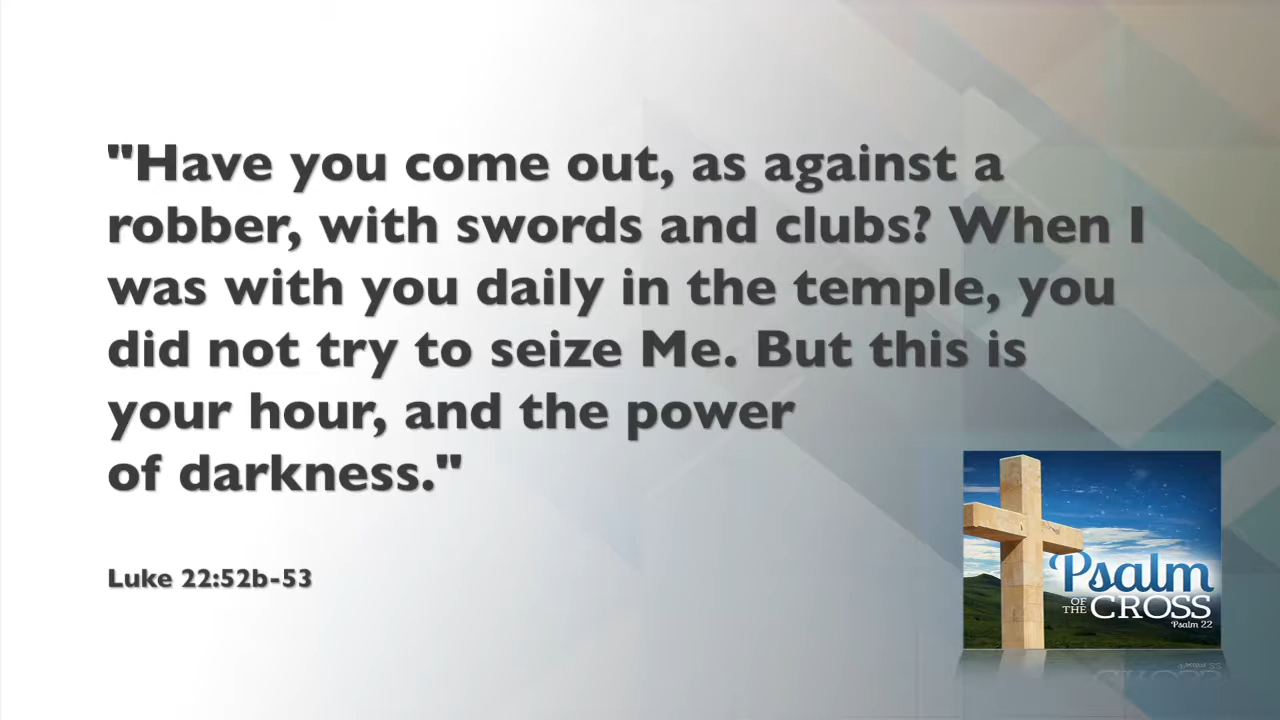 "Have you come out, as against a
robber, with swords and clubs? When I
was with you daily in the temple, you
did not try to seize Me. But this is
your hour, and the power
of darkness."
Luke 22:52b-53
Psalm
OF THE CROSS
Psalm 22